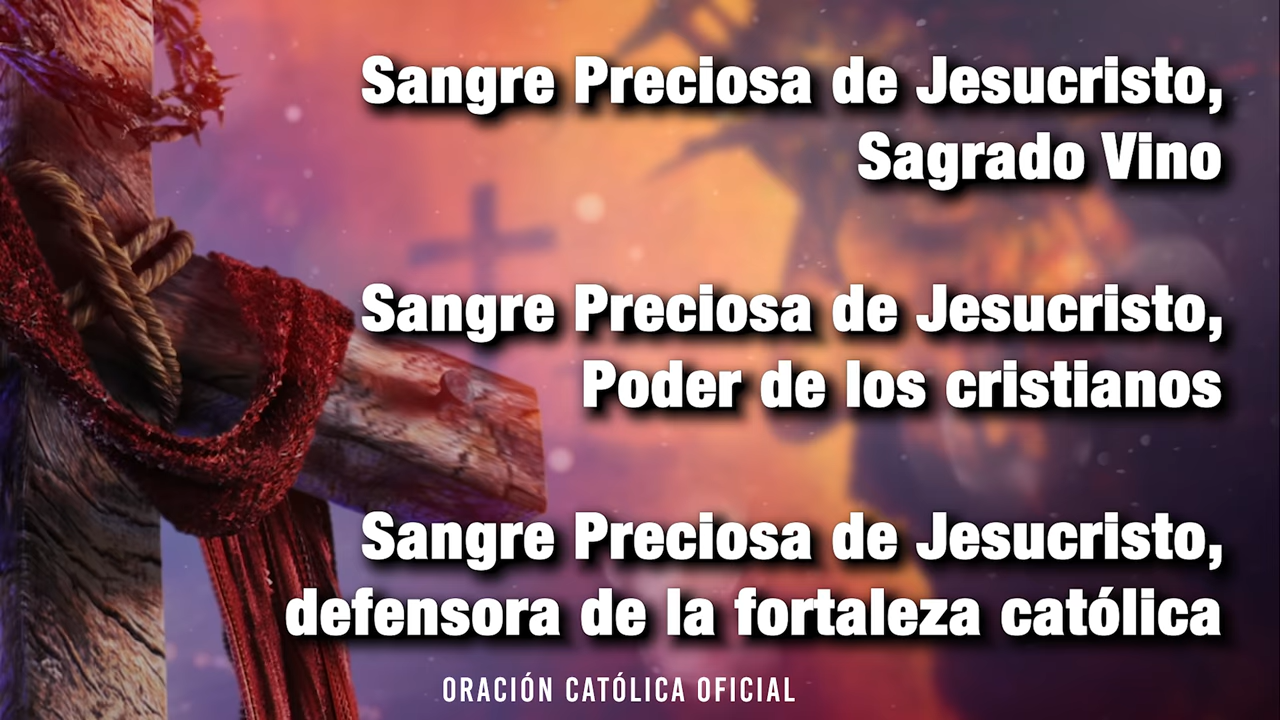 Sangre Preciosa de Jesucristo,
Sagrado Vino
Sangre Preciosa de Jesucristo,
Poder de los cristianos
Sangre Preciosa de Jesucristo,
defensora de la fortaleza católica
ORACIÓN CATÓLICA OFICIAL